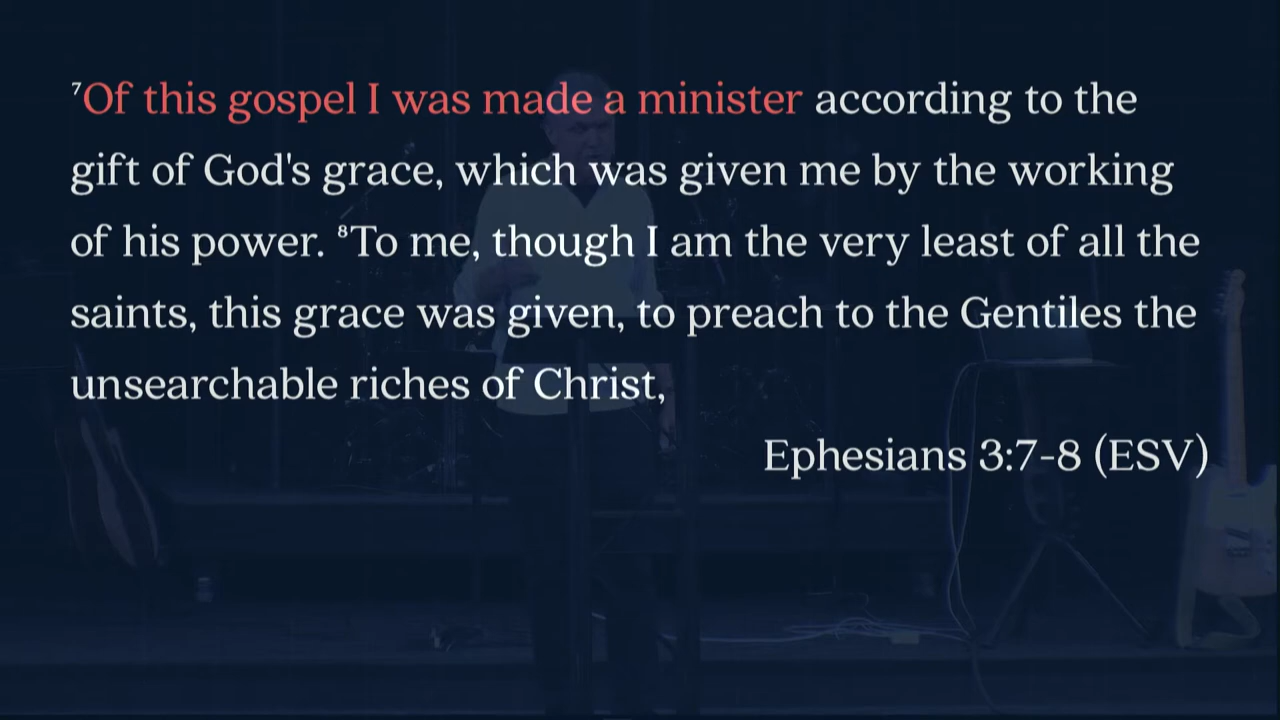 ⁷Of this gospel I was made a minister according to the
gift of God's grace, which was given me by the working
of his power. ⁸To me, though I am the very least of all the
saints, this grace was given, to preach to the Gentiles the
unsearchable riches of Christ,
Ephesians 3:7-8 (ESV)